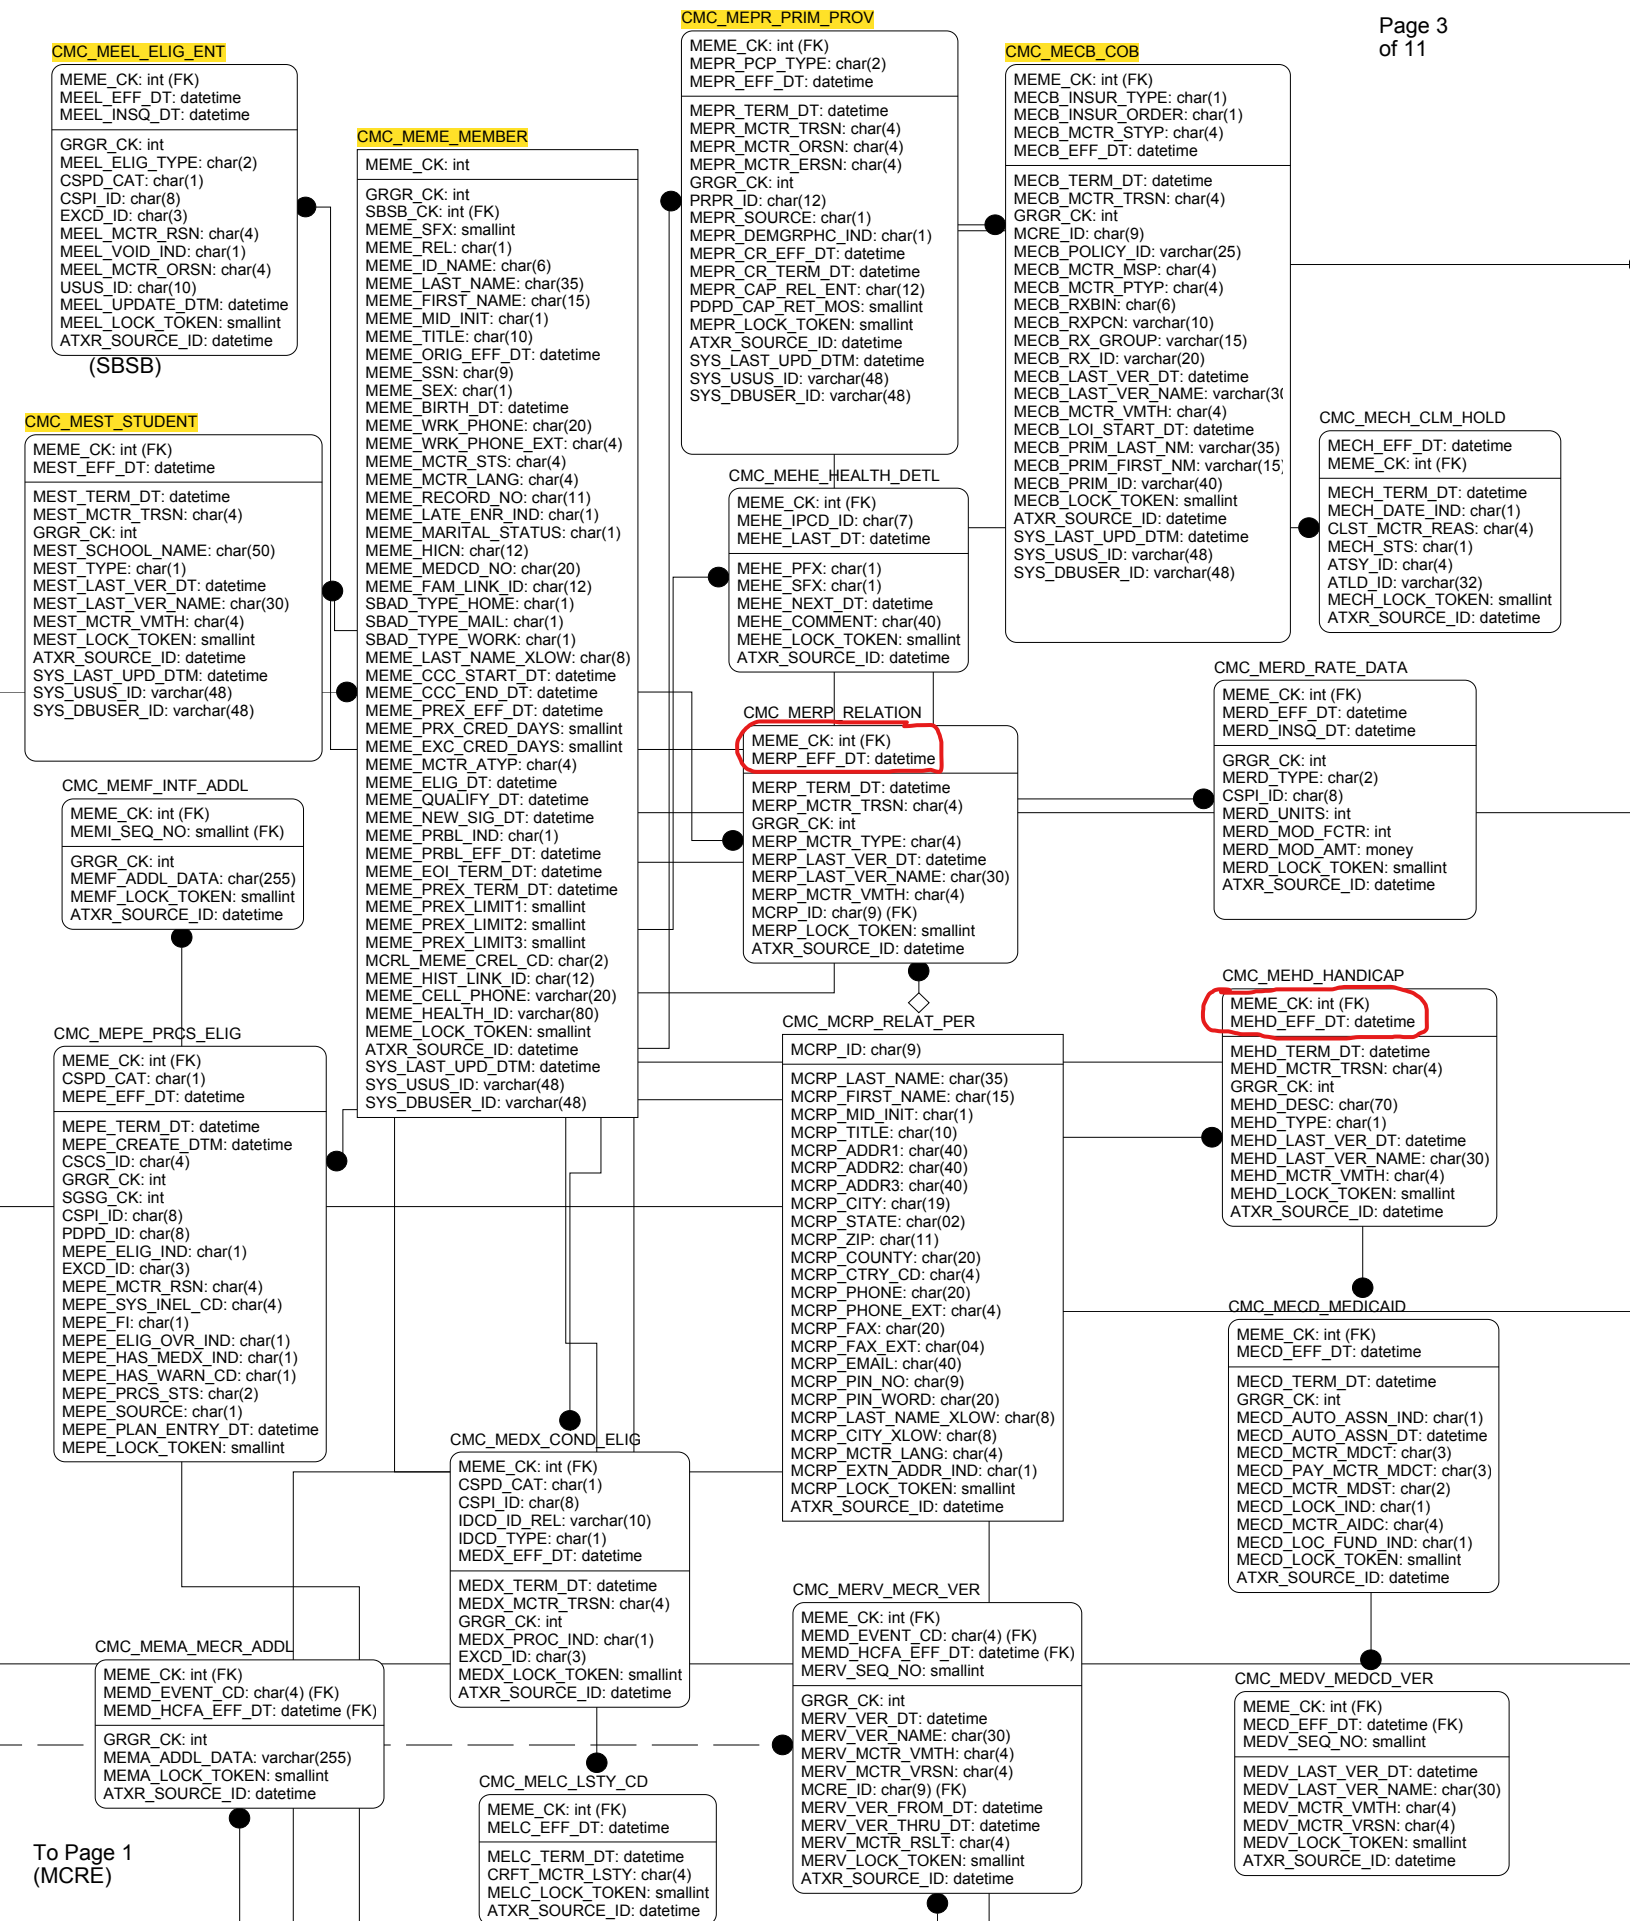 Page 3
of 11
CMC_MEPR_PRIM_PROV
MEME_CK: int (FK)
MEPR_PCP_TYPE: char(2)
MEPR_EFF_DT: datetime
MEPR_TERM_DT: datetime
MEPR_MCTR_TRSN: char(4)
MEPR_MCTR_ORSN: char(4)
MEPR_MCTR_ERSN: char(4)
GRGR_CK: int
PRPR_ID: char(12)
MEPR_SOURCE: char(1)
MEPR_DEMGRPHC_IND: char(1)
MEPR_CR_EFF_DT: datetime
MEPR_CR_TERM_DT: datetime
MEPR_CAP_REL_ENT: char(12)
PDPD_CAP_RET_MOS: smallint
MEPR_LOCK_TOKEN: smallint
ATXR_SOURCE_ID: datetime
SYS_LAST_UPD_DTM: datetime
SYS_USUS_ID: varchar(48)
SYS_DBUSER_ID: varchar(48)
CMC_MEEL_ELIG_ENT
MEME_CK: int (FK)
MEEL_EFF_DT: datetime
MEEL_INSQ_DT: datetime
GRGR_CK: int
MEEL_ELIG_TYPE: char(2)
CSPD_CAT: char(1)
CSPI_ID: char(8)
EXCD_ID: char(3)
MEEL_MCTR_RSN: char(4)
MEEL_VOID_IND: char(1)
MEEL_MCTR_ORSN: char(4)
USUS_ID: char(10)
MEEL_UPDATE_DTM: datetime
MEEL_LOCK_TOKEN: smallint
ATXR_SOURCE_ID: datetime
(SBSB)
CMC_MECB_COB
MEME_CK: int (FK)
MECB_INSUR_TYPE: char(1)
MECB_INSUR_ORDER: char(1)
MECB_MCTR_STYP: char(4)
MECB_EFF_DT: datetime
MECB_TERM_DT: datetime
MECB_MCTR_TRSN: char(4)
GRGR_CK: int
MCRE_ID: char(9)
MECB_POLICY_ID: varchar(25)
MECB_MCTR_MSP: char(4)
MECB_MCTR_PTYP: char(4)
MECB_RXBIN: char(6)
MECB_RXPCN: varchar(10)
MECB_RX_GROUP: varchar(15)
MECB_RX_ID: varchar(20)
MECB_LAST_VER_DT: datetime
MECB_LAST_VER_NAME: varchar(30
MECB_MCTR_VMTH: char(4)
MECB_LOI_START_DT: datetime
MECB_PRIM_LAST_NM: varchar(35)
MECB_PRIM_FIRST_NM: varchar(15)
MECB_PRIM_ID: varchar(40)
MECB_LOCK_TOKEN: smallint
ATXR_SOURCE_ID: datetime
SYS_LAST_UPD_DTM: datetime
SYS_USUS_ID: varchar(48)
SYS_DBUSER_ID: varchar(48)
CMC_MEME_MEMBER
MEME_CK: int
GRGR_CK: int
SBSB_CK: int (FK)
MEME_SFX: smallint
MEME_REL: char(1)
MEME_ID_NAME: char(6)
MEME_LAST_NAME: char(35)
MEME_FIRST_NAME: char(15)
MEME_MID_INIT: char(1)
MEME_TITLE: char(10)
MEME_ORIG_EFF_DT: datetime
MEME_SSN: char(9)
MEME_SEX: char(1)
MEME_BIRTH_DT: datetime
MEME_WRK_PHONE: char(20)
MEME_WRK_PHONE_EXT: char(4)
MEME_MCTR_STS: char(4)
MEME_MCTR_LANG: char(4)
MEME_RECORD_NO: char(11)
MEME_LATE_ENR_IND: char(1)
MEME_MARITAL_STATUS: char(1)
MEME_HICN: char(12)
MEME_MEDCD_NO: char(20)
MEME_FAM_LINK_ID: char(12)
SBAD_TYPE_HOME: char(1)
SBAD_TYPE_MAIL: char(1)
SBAD_TYPE_WORK: char(1)
MEME_LAST_NAME_XLOW: char(8)
MEME_CCC_START_DT: datetime
MEME_CCC_END_DT: datetime
MEME_PREX_EFF_DT: datetime
MEME_PRX_CRED_DAYS: smallint
MEME_EXC_CRED_DAYS: smallint
MEME_MCTR_ATYP: char(4)
MEME_ELIG_DT: datetime
MEME_QUALIFY_DT: datetime
MEME_NEW_SIG_DT: datetime
MEME_PRBL_IND: char(1)
MEME_PRBL_EFF_DT: datetime
MEME_EOI_TERM_DT: datetime
MEME_PREX_TERM_DT: datetime
MEME_PREX_LIMIT1: smallint
MEME_PREX_LIMIT2: smallint
MEME_PREX_LIMIT3: smallint
MCRL_MEME_CREL_CD: char(2)
MEME_HIST_LINK_ID: char(12)
MEME_CELL_PHONE: varchar(20)
MEME_HEALTH_ID: varchar(80)
MEME_LOCK_TOKEN: smallint
ATXR_SOURCE_ID: datetime
SYS_LAST_UPD_DTM: datetime
SYS_USUS_ID: varchar(48)
SYS_DBUSER_ID: varchar(48)
CMC_MEST_STUDENT
MEME_CK: int (FK)
MEST_EFF_DT: datetime
MEST_TERM_DT: datetime
MEST_MCTR_TRSN: char(4)
GRGR_CK: int
MEST_SCHOOL_NAME: char(50)
MEST_TYPE: char(1)
MEST_LAST_VER_DT: datetime
MEST_LAST_VER_NAME: char(30)
MEST_MCTR_VMTH: char(4)
MEST_LOCK_TOKEN: smallint
ATXR_SOURCE_ID: datetime
SYS_LAST_UPD_DTM: datetime
SYS_USUS_ID: varchar(48)
SYS_DBUSER_ID: varchar(48)
CMC_MECH_CLM_HOLD
MECH_EFF_DT: datetime
MEME_CK: int (FK)
MECH_TERM_DT: datetime
MECH_DATE_IND: char(1)
CLST_MCTR_REAS: char(4)
MECH_STS: char(1)
ATSY_ID: char(4)
ATLD_ID: varchar(32)
MECH_LOCK_TOKEN: smallint
ATXR_SOURCE_ID: datetime
CMC_MEHE_HEALTH_DETL
MEME_CK: int (FK)
MEHE_IPCD_ID: char(7)
MEHE_LAST_DT: datetime
MEHE_PFX: char(1)
MEHE_SFX: char(1)
MEHE_NEXT_DT: datetime
MEHE_COMMENT: char(40)
MEHE_LOCK_TOKEN: smallint
ATXR_SOURCE_ID: datetime
CMC_MERD_RATE_DATA
MEME_CK: int (FK)
MERD_EFF_DT: datetime
MERD_INSQ_DT: datetime
GRGR_CK: int
MERD_TYPE: char(2)
CSPI_ID: char(8)
MERD_UNITS: int
MERD_MOD_FCTR: int
MERD_MOD_AMT: money
MERD_LOCK_TOKEN: smallint
ATXR_SOURCE_ID: datetime
CMC_MERP_RELATION
MEME_CK: int (FK)
MERP_EFF_DT: datetime
MERP_TERM_DT: datetime
MERP_MCTR_TRSN: char(4)
GRGR_CK: int
MERP_MCTR_TYPE: char(4)
MERP_LAST_VER_DT: datetime
MERP_LAST_VER_NAME: char(30)
MERP_MCTR_VMTH: char(4)
MCRP_ID: char(9) (FK)
MERP_LOCK_TOKEN: smallint
ATXR_SOURCE_ID: datetime
CMC_MEMF_INTF_ADDL
MEME_CK: int (FK)
MEMI_SEQ_NO: smallint (FK)
GRGR_CK: int
MEMF_ADDL_DATA: char(255)
MEMF_LOCK_TOKEN: smallint
ATXR_SOURCE_ID: datetime
CMC_MEHD_HANDICAP
MEME_CK: int (FK)
MEHD_EFF_DT: datetime
MEHD_TERM_DT: datetime
MEHD_MCTR_TRSN: char(4)
GRGR_CK: int
MEHD_DESC: char(70)
MEHD_TYPE: char(1)
MEHD_LAST_VER_DT: datetime
MEHD_LAST_VER_NAME: char(30)
MEHD_MCTR_VMTH: char(4)
MEHD_LOCK_TOKEN: smallint
ATXR_SOURCE_ID: datetime
CMC_MCRP_RELAT_PER
MCRP_ID: char(9)
MCRP_LAST_NAME: char(35)
MCRP_FIRST_NAME: char(15)
MCRP_MID_INIT: char(1)
MCRP_TITLE: char(10)
MCRP_ADDR1: char(40)
MCRP_ADDR2: char(40)
MCRP_ADDR3: char(40)
MCRP_CITY: char(19)
MCRP_STATE: char(02)
MCRP_ZIP: char(11)
MCRP_COUNTY: char(20)
MCRP_CTRY_CD: char(4)
MCRP_PHONE: char(20)
MCRP_PHONE_EXT: char(4)
MCRP_FAX: char(20)
MCRP_FAX_EXT: char(04)
MCRP_EMAIL: char(40)
MCRP_PIN_NO: char(9)
MCRP_PIN_WORD: char(20)
MCRP_LAST_NAME_XLOW: char(8)
MCRP_CITY_XLOW: char(8)
MCRP_MCTR_LANG: char(4)
MCRP_EXTN_ADDR_IND: char(1)
MCRP_LOCK_TOKEN: smallint
ATXR_SOURCE_ID: datetime
CMC_MEPE_PRCS_ELIG
MEME_CK: int (FK)
CSPD_CAT: char(1)
MEPE_EFF_DT: datetime
MEPE_TERM_DT: datetime
MEPE_CREATE_DTM: datetime
CSCS_ID: char(4)
GRGR_CK: int
SGSG_CK: int
CSPI_ID: char(8)
PDPD_ID: char(8)
MEPE_ELIG_IND: char(1)
EXCD_ID: char(3)
MEPE_MCTR_RSN: char(4)
MEPE_SYS_INEL_CD: char(4)
MEPE_FI: char(1)
MEPE_ELIG_OVR_IND: char(1)
MEPE_HAS_MEDX_IND: char(1)
MEPE_HAS_WARN_CD: char(1)
MEPE_PRCS_STS: char(2)
MEPE_SOURCE: char(1)
MEPE_PLAN_ENTRY_DT: datetime
MEPE_LOCK_TOKEN: smallint
CMC_MECD_MEDICAID
MEME_CK: int (FK)
MECD_EFF_DT: datetime
MECD_TERM_DT: datetime
GRGR_CK: int
MECD_AUTO_ASSN_IND: char(1)
MECD_AUTO_ASSN_DT: datetime
MECD_MCTR_MDCT: char(3)
MECD_PAY_MCTR_MDCT: char(3)
MECD_MCTR_MDST: char(2)
MECD_LOCK_IND: char(1)
MECD_MCTR_AIDC: char(4)
MECD_LOC_FUND_IND: char(1)
MECD_LOCK_TOKEN: smallint
ATXR_SOURCE_ID: datetime
CMC_MEDX_COND_ELIG
MEME_CK: int (FK)
CSPD_CAT: char(1)
CSPI_ID: char(8)
IDCD_ID_REL: varchar(10)
IDCD_TYPE: char(1)
MEDX_EFF_DT: datetime
MEDX_TERM_DT: datetime
MEDX_MCTR_TRSN: char(4)
GRGR_CK: int
MEDX_PROC_IND: char(1)
EXCD_ID: char(3)
MEDX_LOCK_TOKEN: smallint
ATXR_SOURCE_ID: datetime
CMC_MERV_MECR_VER
MEME_CK: int (FK)
MEMD_EVENT_CD: char(4) (FK)
MEMD_HCFA_EFF_DT: datetime (FK)
MERV_SEQ_NO: smallint
GRGR_CK: int
MERV_VER_DT: datetime
MERV_VER_NAME: char(30)
MERV_MCTR_VMTH: char(4)
MERV_MCTR_VRSN: char(4)
MCRE_ID: char(9) (FK)
MERV_VER_FROM_DT: datetime
MERV_VER_THRU_DT: datetime
MERV_MCTR_RSLT: char(4)
MERV_LOCK_TOKEN: smallint
ATXR_SOURCE_ID: datetime
CMC_MEMA_MECR_ADDL
MEME_CK: int (FK)
MEMD_EVENT_CD: char(4) (FK)
MEMD_HCFA_EFF_DT: datetime (FK)
GRGR_CK: int
MEMA_ADDL_DATA: varchar(255)
MEMA_LOCK_TOKEN: smallint
ATXR_SOURCE_ID: datetime
CMC_MEDV_MEDCD_VER
MEME_CK: int (FK)
MECD_EFF_DT: datetime (FK)
MEDV_SEQ_NO: smallint
MEDV_LAST_VER_DT: datetime
MEDV_LAST_VER_NAME: char(30)
MEDV_MCTR_VMTH: char(4)
MEDV_MCTR_VRSN: char(4)
MEDV_LOCK_TOKEN: smallint
ATXR_SOURCE_ID: datetime
CMC_MELC_LSTY_CD
MEME_CK: int (FK)
MELC_EFF_DT: datetime
MELC_TERM_DT: datetime
CRFT_MCTR_LSTY: char(4)
MELC_LOCK_TOKEN: smallint
ATXR_SOURCE_ID: datetime
To Page 1
(MCRE)